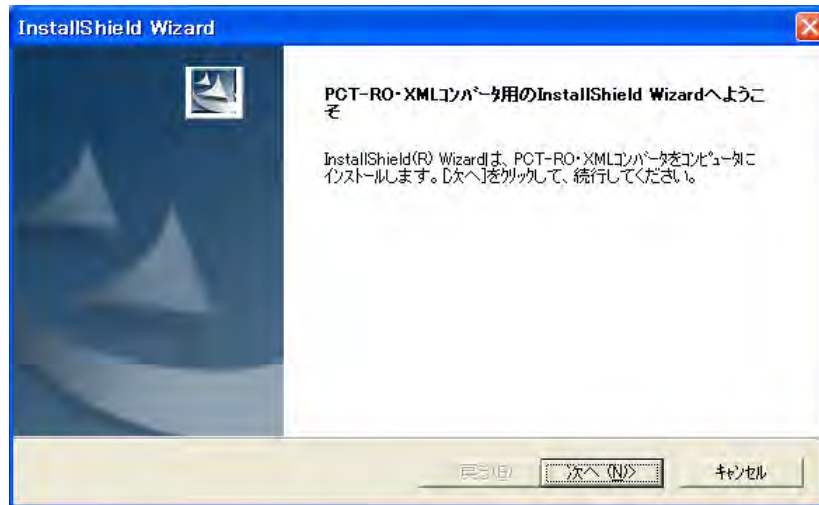 InstallShield Wizard
PCT-RO・XMLｺﾝﾊﾞｰﾀ用のInstallShield Wizardへようこ
そ
InstallShield(R) Wizardは、PCT-RO・XMLｺﾝﾊﾞｰﾀをｺﾝﾋﾟｭｰﾀに
ｲﾝｽﾄｰﾙします。[次へ]をｸﾘｯｸして、続行してください。
戻る(B)
次へ (N)>
ｷｬﾝｾﾙ